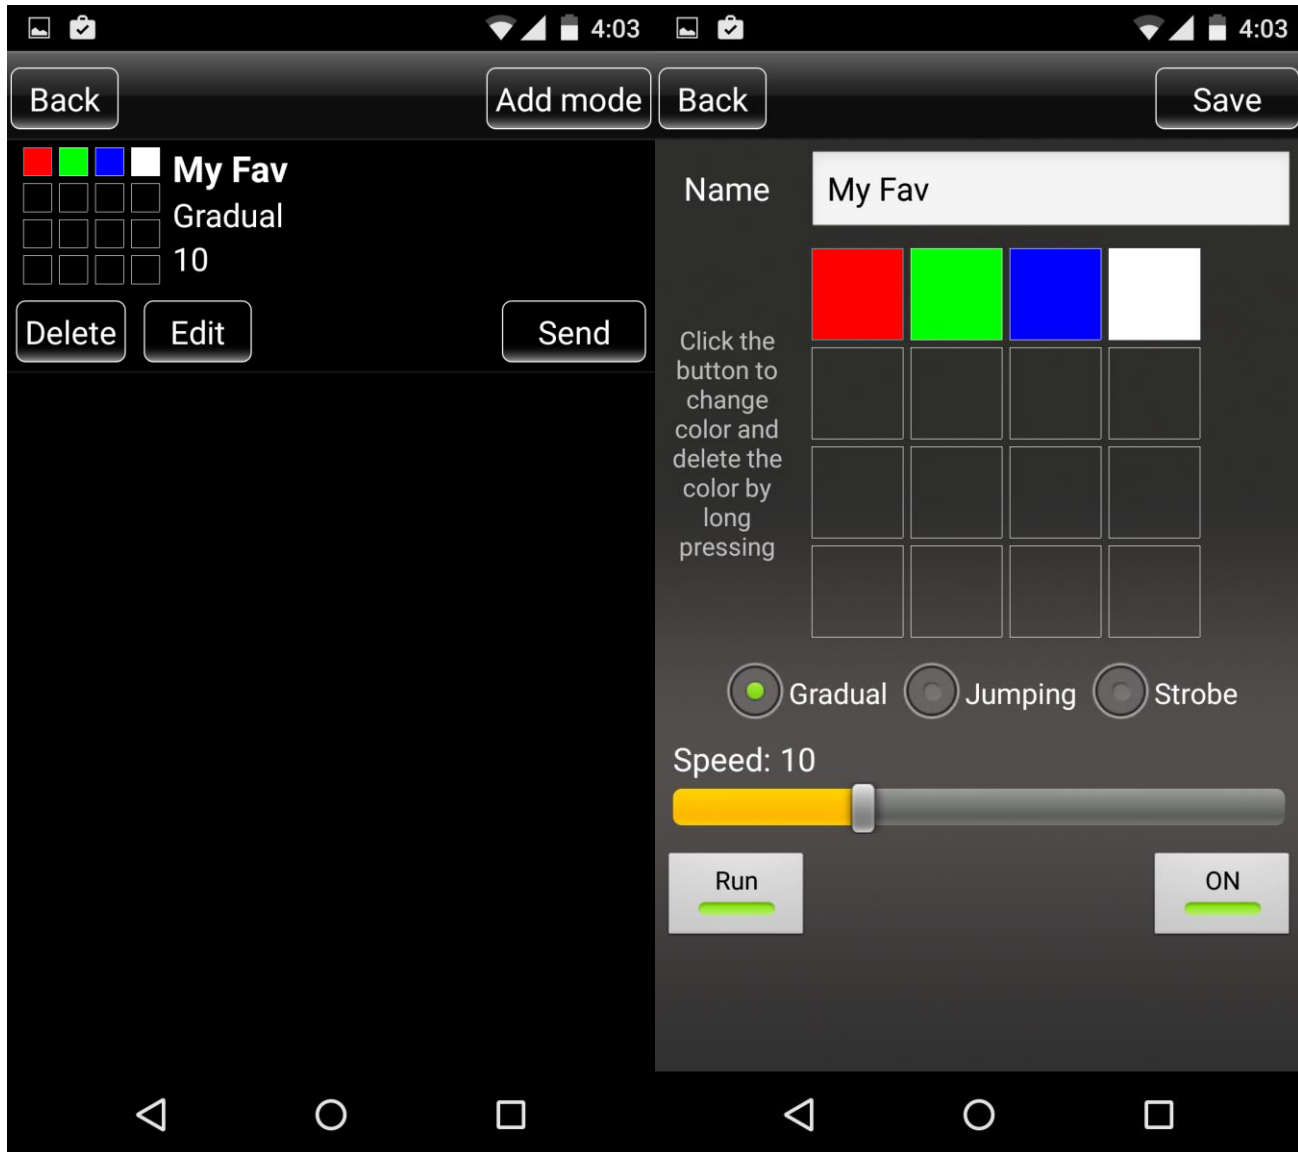 4:03
Back
Add mode
My Fav
Gradual
10
Delete
Edit
Send
4:03
Back
Save
Name
My Fav
Click the
button to
change
color and
delete the
color by
long
pressing
Gradual
Jumping
Strobe
Speed: 10
Run
ON